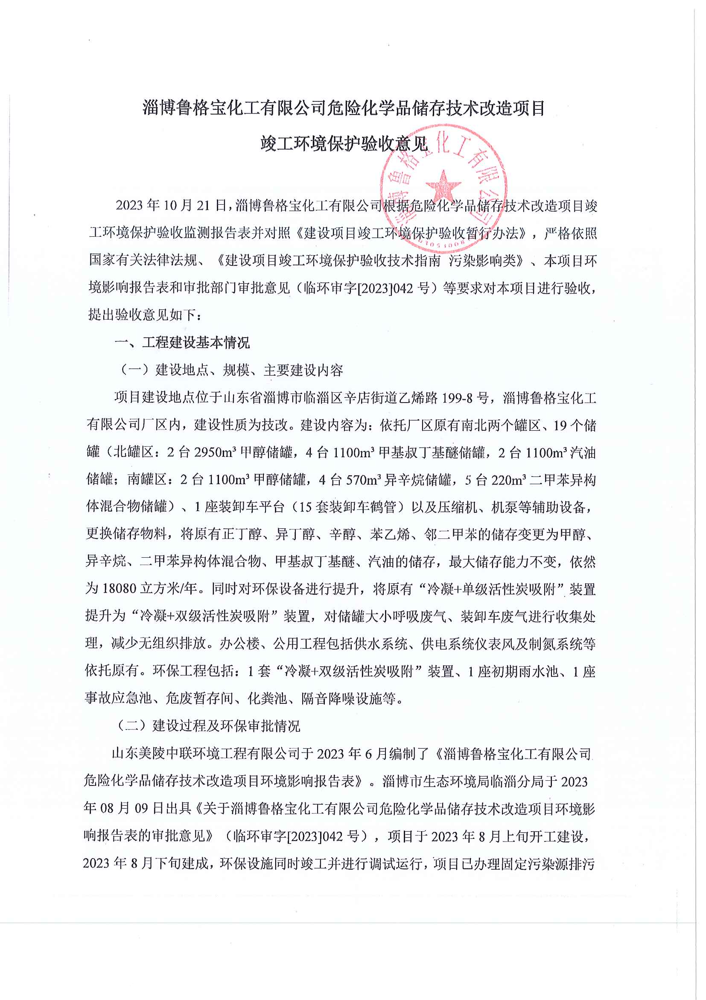 淄博鲁格宝化工有限公司危险化学品储存技术改造项目
竣工环境保护验收意见
淄博鲁格宝化工有限公司
2023 年 10 月 21 日，淄博鲁格宝化工有限公司根据危险化学品储存技术改造项目竣
工环境保护验收监测报告表并对照《建设项目竣工环境保护验收暂行办法》，严格依照
国家有关法律法规、《建设项目竣工环境保护验收技术指南 污染影响类》、本项目环
境影响报告表和审批部门审批意见（临环审字[2023]042 号）等要求对本项目进行验收，
提出验收意见如下：
一、工程建设基本情况
（一）建设地点、规模、主要建设内容
项目建设地点位于山东省淄博市临淄区辛店街道乙烯路 199-8 号，淄博鲁格宝化工
有限公司厂区内，建设性质为技改。建设内容为：依托厂区原有南北两个罐区、19 个储
罐（北罐区：2 台 2950m³ 甲醇储罐，4 台 1100m³ 甲基叔丁基醚储罐，2 台 1100m³ 汽油
储罐；南罐区：2 台 1100m³ 甲醇储罐，4 台 570m³ 异辛烷储罐，5 台 220m³ 二甲苯异构
体混合物储罐）、1 座装卸车平台（15 套装卸车鹤管）以及压缩机、机泵等辅助设备，
更换储存物料，将原有正丁醇、异丁醇、辛醇、苯乙烯、邻二甲苯的储存变更为甲醇、
异辛烷、二甲苯异构体混合物、甲基叔丁基醚、汽油的储存，最大储存能力不变，依然
为 18080 立方米/年。同时对环保设备进行提升，将原有“冷凝+单级活性炭吸附”装置
提升为“冷凝+双级活性炭吸附”装置，对储罐大小呼吸废气、装卸车废气进行收集处
理，减少无组织排放。办公楼、公用工程包括供水系统、供电系统仪表风及制氮系统等
依托原有。环保工程包括：1 套“冷凝+双级活性炭吸附”装置、1 座初期雨水池、1 座
事故应急池、危废暂存间、化粪池、隔音降噪设施等。
（二）建设过程及环保审批情况
山东美陵中联环境工程有限公司于 2023 年 6 月编制了《淄博鲁格宝化工有限公司
危险化学品储存技术改造项目环境影响报告表》。淄博市生态环境局临淄分局于 2023
年 08 月 09 日出具《关于淄博鲁格宝化工有限公司危险化学品储存技术改造项目环境影
响报告表的审批意见》（临环审字[2023]042 号），项目于 2023 年 8 月上旬开工建设，
2023 年 8 月下旬建成，环保设施同时竣工并进行调试运行，项目已办理固定污染源排污